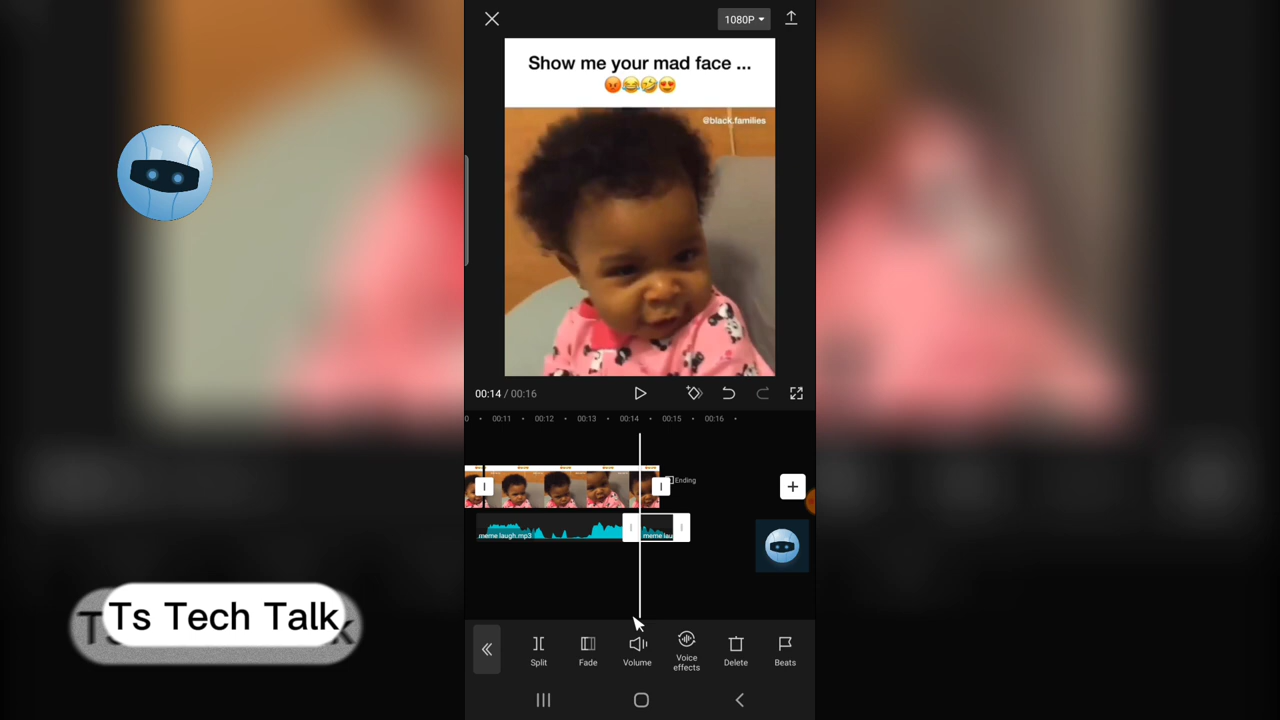 1080P
Show me your mad face ...
😡😂🤣😍
@black.families
00:14 / 00:16
0 00:11 00:12 00:13 00:14 00:15 00:16
Ending
meme laugh.mp3
meme lau
Split
Fade
Volume
Voice effects
Delete
Beats
Ts Tech Talk